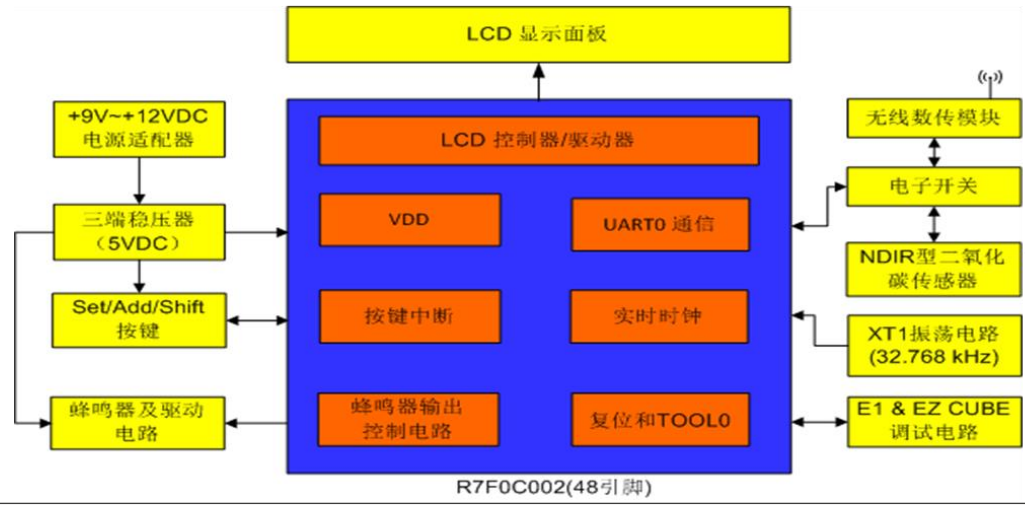 LCD 显示面板
+9V~+12VDC
电源适配器
三端稳压器
（5VDC）
Set/Add/Shift
按键
蜂鸣器及驱动
电路
LCD 控制器/驱动器
VDD
UART0 通信
按键中断
实时时钟
蜂鸣器输出
控制电路
复位和TOOL0
R7F0C002(48引脚)
无线数传模块
电子开关
NDIR型二氧化
碳传感器
XT1振荡电路
(32.768 kHz)
E1 & EZ CUBE
调试电路